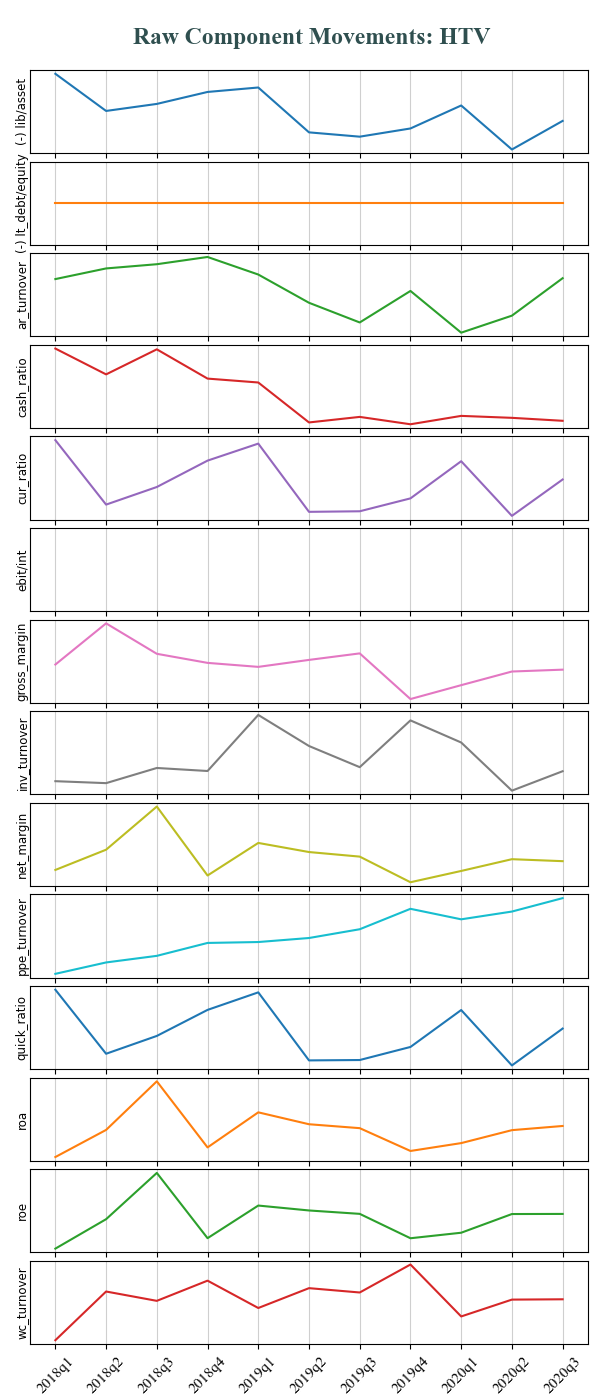 Raw Component Movements: HTV
(-) lib/asset
(-) lt_debt/equity
ar_turnover
cash_ratio
cur_ratio
ebit/int
gross_margin
inv_turnover
net_margin
ppe_turnover
quick_ratio
roa
roe
wc_turnover
2018q1 2018q2 2018q3 2018q4 2019q1 2019q2 2019q3 2019q4 2020q1 2020q2 2020q3